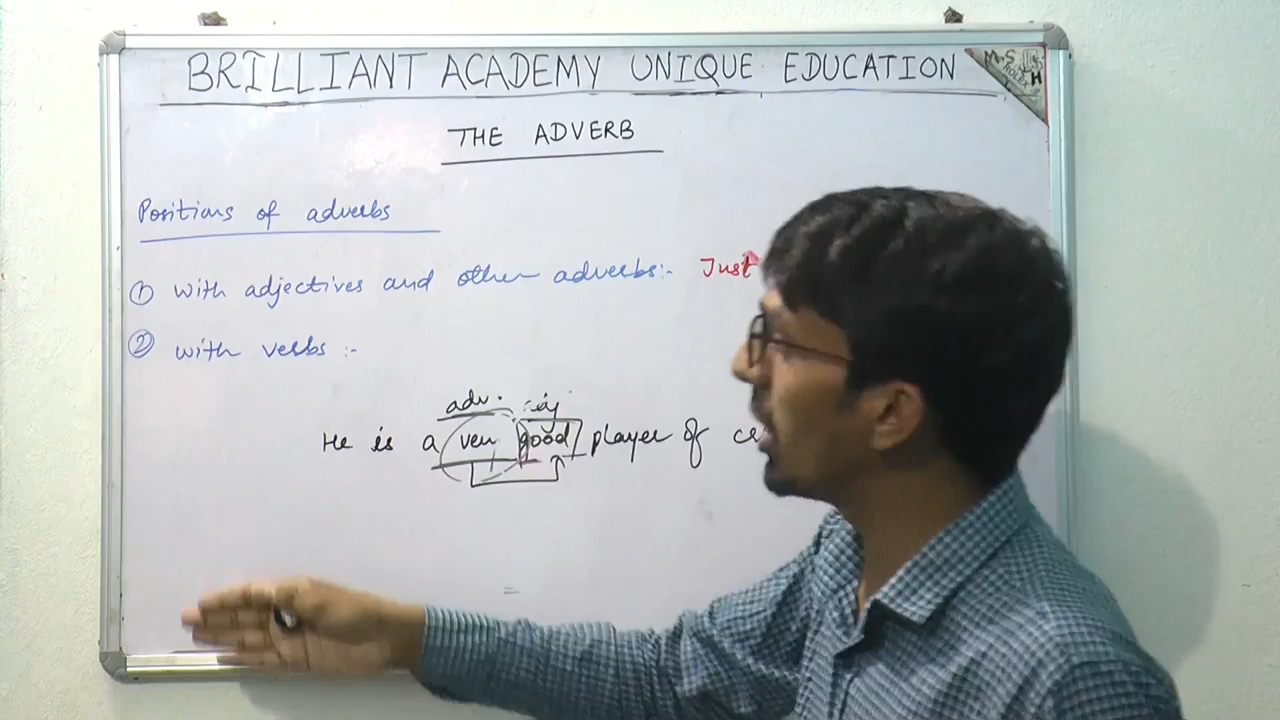 BRILLIANT ACADEMY UNIQUE EDUCATION
M.S
THE ADVERB
Positions of adverbs
① with adjectives and other adverbs:- Just
② with verbs :-
adv.
He is a very good player of